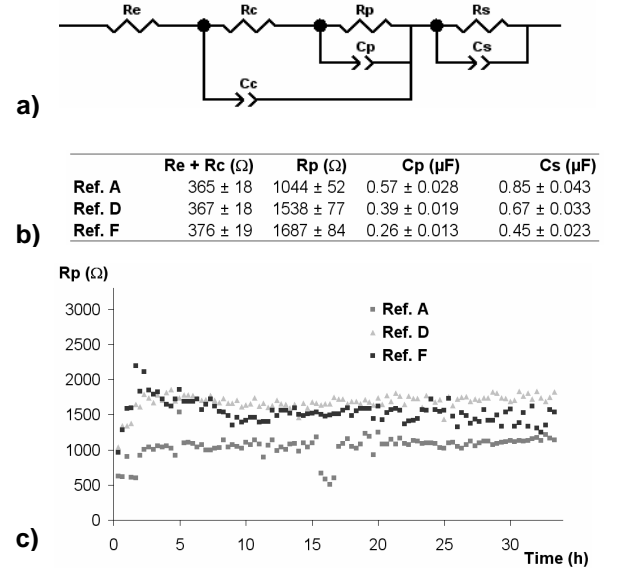 Re Rc Rp Rs
Cp Cs
Cc
a)
Re + Rc (Ω) Rp (Ω) Cp (µF) Cs (µF)
Ref. A 365 ± 18 1044 ± 52 0.57 ± 0.028 0.85 ± 0.043
Ref. D 367 ± 18 1538 ± 77 0.39 ± 0.019 0.67 ± 0.033
Ref. F 376 ± 19 1687 ± 84 0.26 ± 0.013 0.45 ± 0.023
b)
Rp (Ω)
3000
2500
2000
1500
1000
500
0
Ref. A
Ref. D
Ref. F
0 5 10 15 20 25 30
Time (h)
c)